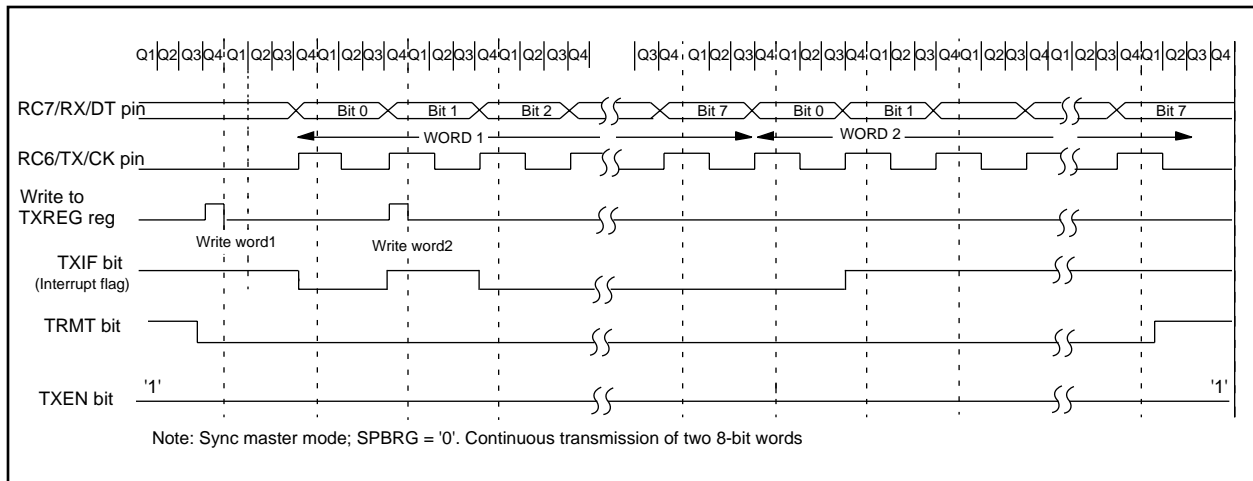 Q1|Q2|Q3|Q4|Q1|Q2|Q3|Q4|Q1|Q2|Q3|Q4|Q1|Q2|Q3|Q4|Q1|Q2|Q3|Q4| |Q3|Q4|Q1|Q2|Q3|Q4|Q1|Q2|Q3|Q4|Q1|Q2|Q3|Q4|Q1|Q2|Q3|Q4|Q1|Q2|Q3|Q4|Q1|Q2|Q3|Q4|
RC7/RX/DT pin Bit 0 Bit 1 Bit 2 Bit 7 Bit 0 Bit 1 Bit 7
WORD 1 WORD 2
RC6/TX/CK pin
Write to
TXREG reg
Write word1 Write word2
TXIF bit
(Interrupt flag)
TRMT bit
'1' '1'
TXEN bit
Note: Sync master mode; SPBRG = '0'. Continuous transmission of two 8-bit words